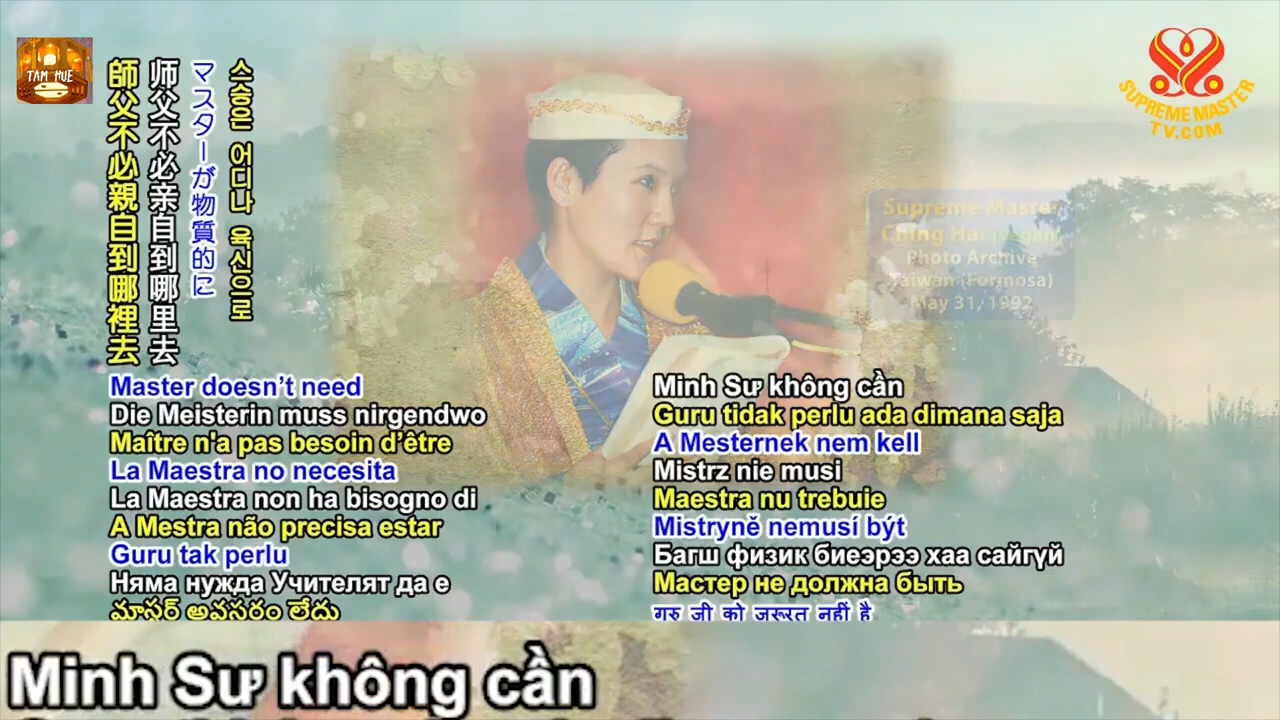 TAM HUE
SUPREME MASTER
TV.COM
師父不必親自到哪裡去
师父不必亲自到哪里去
マスターが物質的に
스승은 어디나 육신으로
Supreme Master
Ching Hai (vegan)
Photo Archive
Taiwan (Formosa)
May 31, 1992
Master doesn’t need
Die Meisterin muss nirgendwo
Maître n'a pas besoin d’être
La Maestra no necesita
La Maestra non ha bisogno di
A Mestra não precisa estar
Guru tak perlu
Няма нужда Учителят да е
మాస్టర్ అవసరం లేదు
Minh Sư không cần
Guru tidak perlu ada dimana saja
A Mesternek nem kell
Mistrz nie musi
Maestra nu trebuie
Mistryně nemusí být
Багш физик биеэрээ хаа сайгүй
Мастер не должна быть
गुरु जी को जरूरत नहीं है
Minh Sư không cần